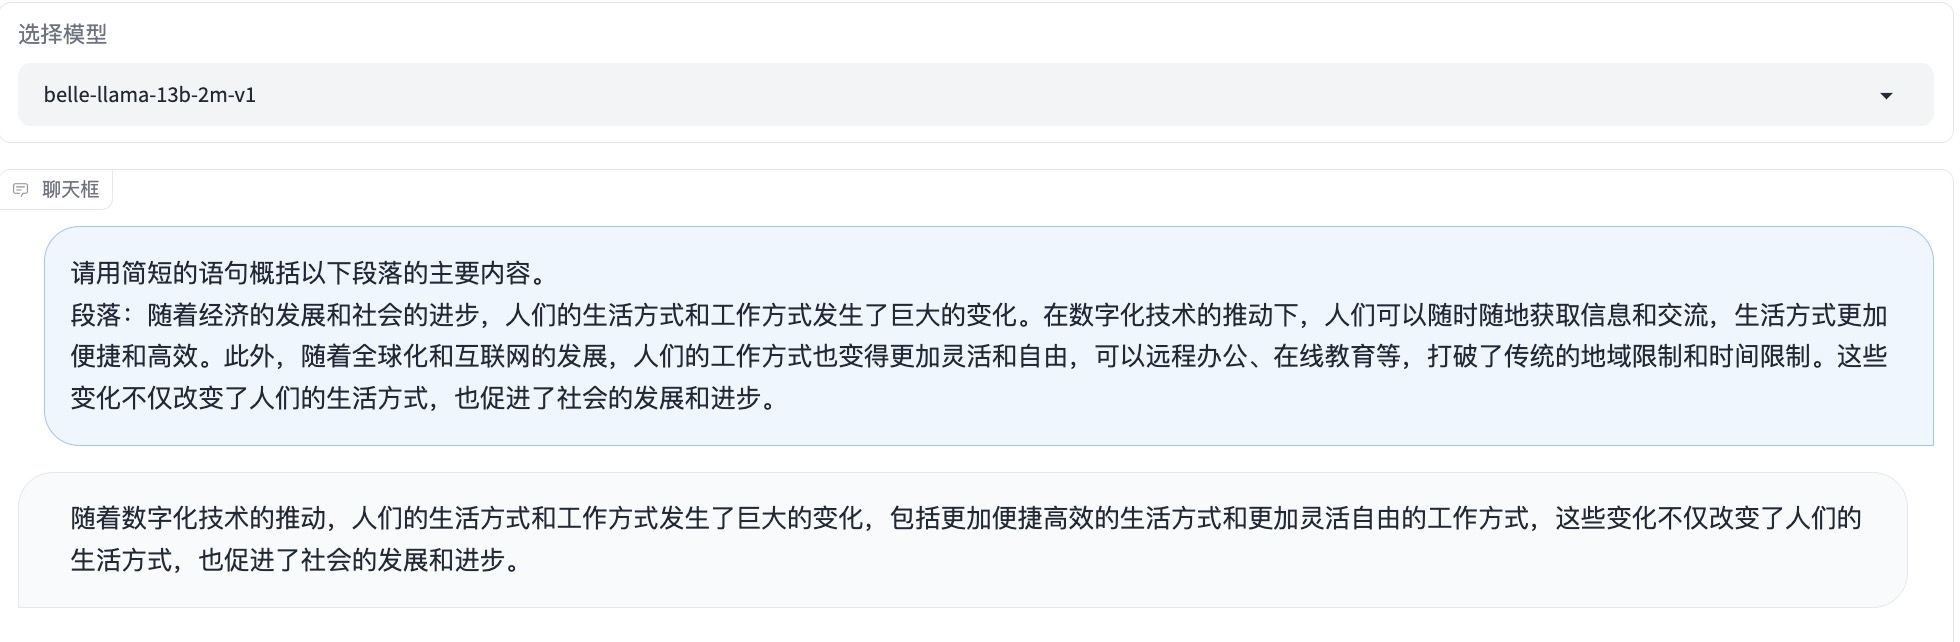 选择模型
belle-llama-13b-2m-v1
聊天框
请用简短的语句概括以下段落的主要内容。
段落：随着经济的发展和社会的进步，人们的生活方式和工作方式发生了巨大的变化。在数字化技术的推动下，人们可以随时随地获取信息和交流，生活方式更加
便捷和高效。此外，随着全球化和互联网的发展，人们的工作方式也变得更加灵活和自由，可以远程办公、在线教育等，打破了传统的地域限制和时间限制。这些
变化不仅改变了人们的生活方式，也促进了社会的发展和进步。
随着数字化技术的推动，人们的生活方式和工作方式发生了巨大的变化，包括更加便捷高效的生活方式和更加灵活自由的工作方式，这些变化不仅改变了人们的
生活方式，也促进了社会的发展和进步。